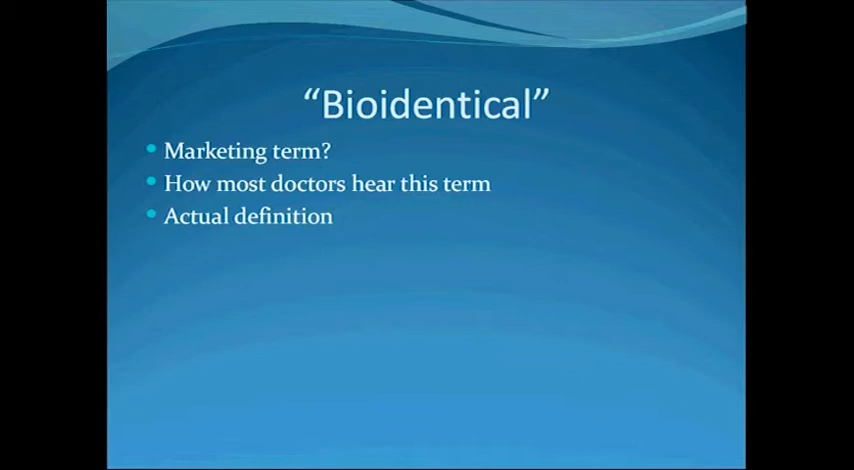 “Bioidentical”
• Marketing term?
• How most doctors hear this term
• Actual definition